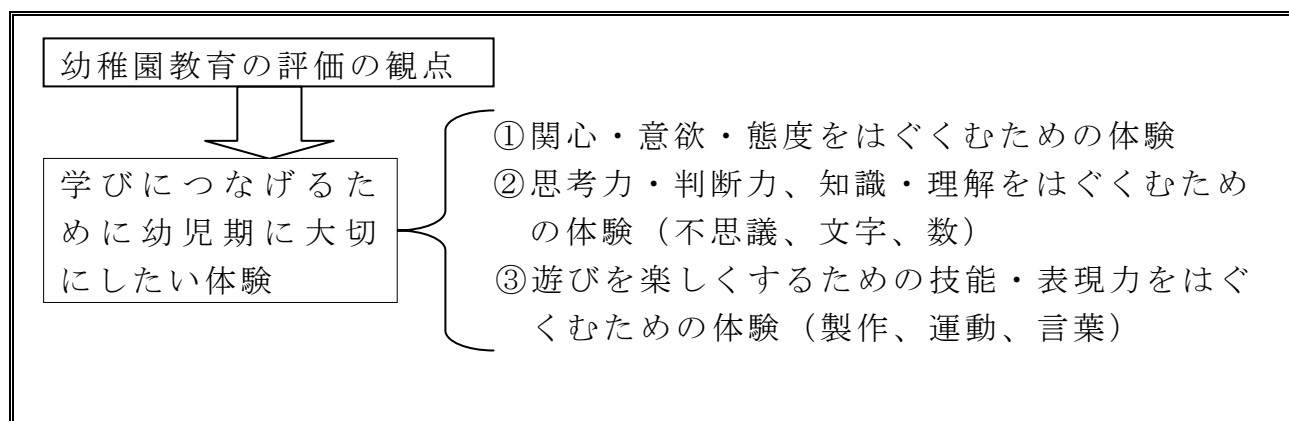 幼稚園教育の評価の観点
学びにつなげるた
めに幼児期に大切
にしたい体験
①関心・意欲・態度をはぐくむための体験
②思考力・判断力、知識・理解をはぐくむため
の体験（不思議、文字、数）
③遊びを楽しくするための技能・表現力をはぐ
くむための体験（製作、運動、言葉）